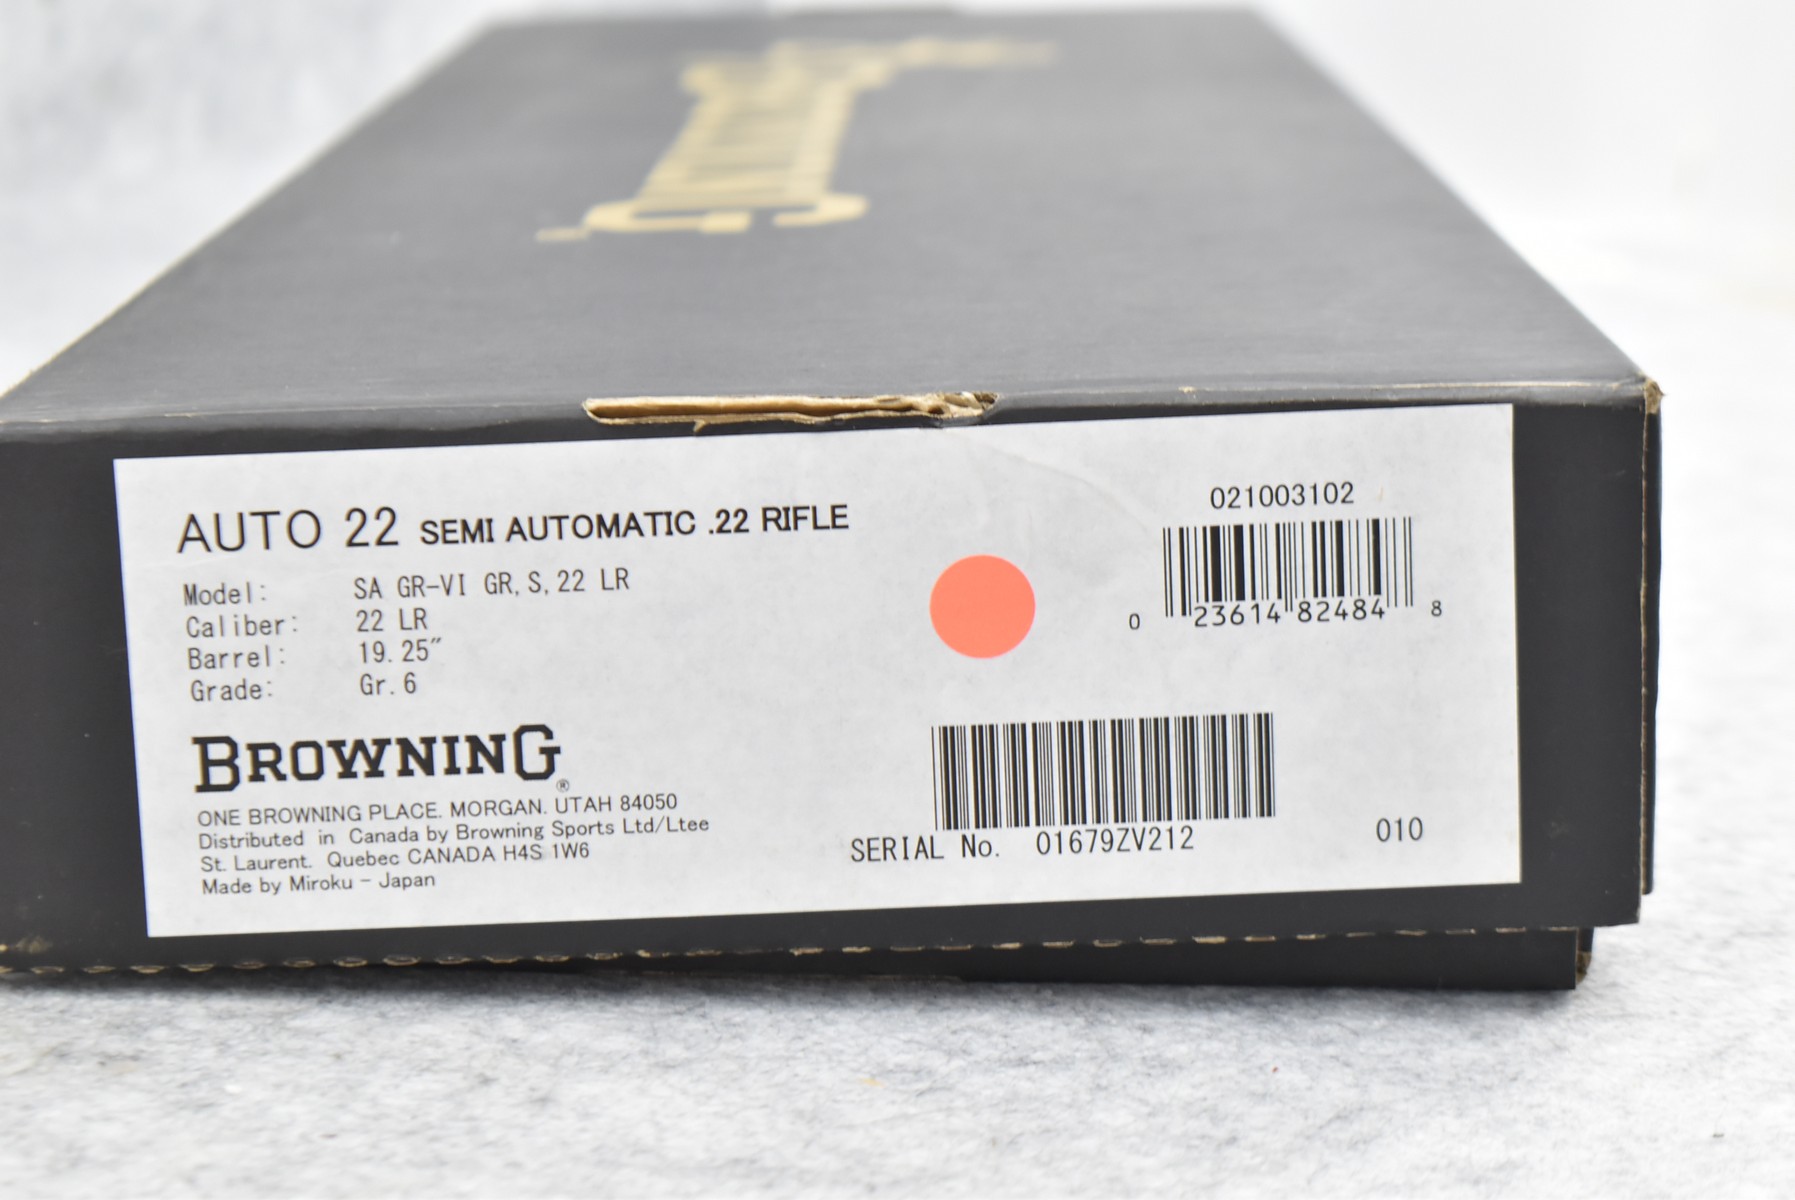 BROWNING
AUTO 22 SEMI AUTOMATIC .22 RIFLE
Model: SA GR-VI GR,S,22 LR
Caliber: 22 LR
Barrel: 19.25"
Grade: Gr.6
BROWNING®
ONE BROWNING PLACE. MORGAN. UTAH 84050
Distributed in Canada by Browning Sports Ltd/Ltee
St. Laurent. Quebec CANADA H4S 1W6
Made by Miroku - Japan
021003102
0 23614 82484 8
SERIAL No. 01679ZV212
010